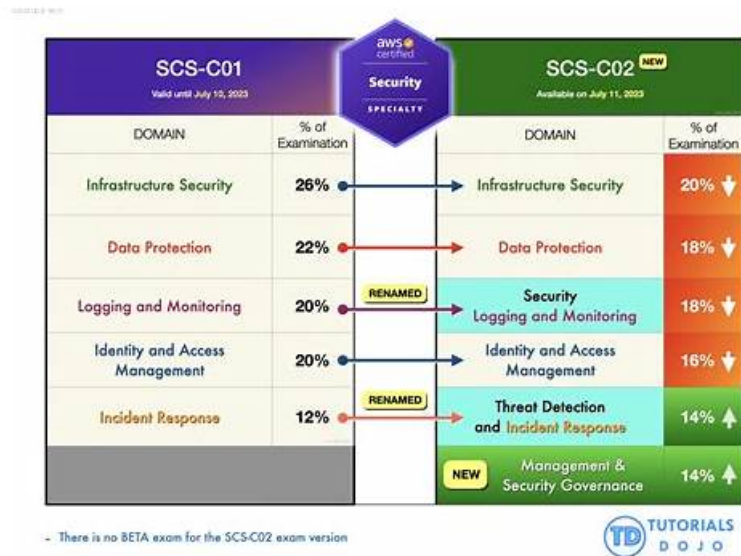 aws
certified
Security
SPECIALTY
SCS-C01
Valid until July 10, 2023
SCS-C02 NEW
Available on July 11, 2023
DOMAIN
% of
Examination
DOMAIN
% of
Examination
Infrastructure Security
26%
Infrastructure Security
20%
Data Protection
22%
Data Protection
18%
Logging and Monitoring
20%
RENAMED
Security
Logging and Monitoring
18%
Identity and Access
Management
20%
Identity and Access
Management
16%
Incident Response
12%
RENAMED
Threat Detection
and Incident Response
14%
NEW
Management &
Security Governance
14%
- There is no BETA exam for the SCS-C02 exam version
TD TUTORIALS
DOJO